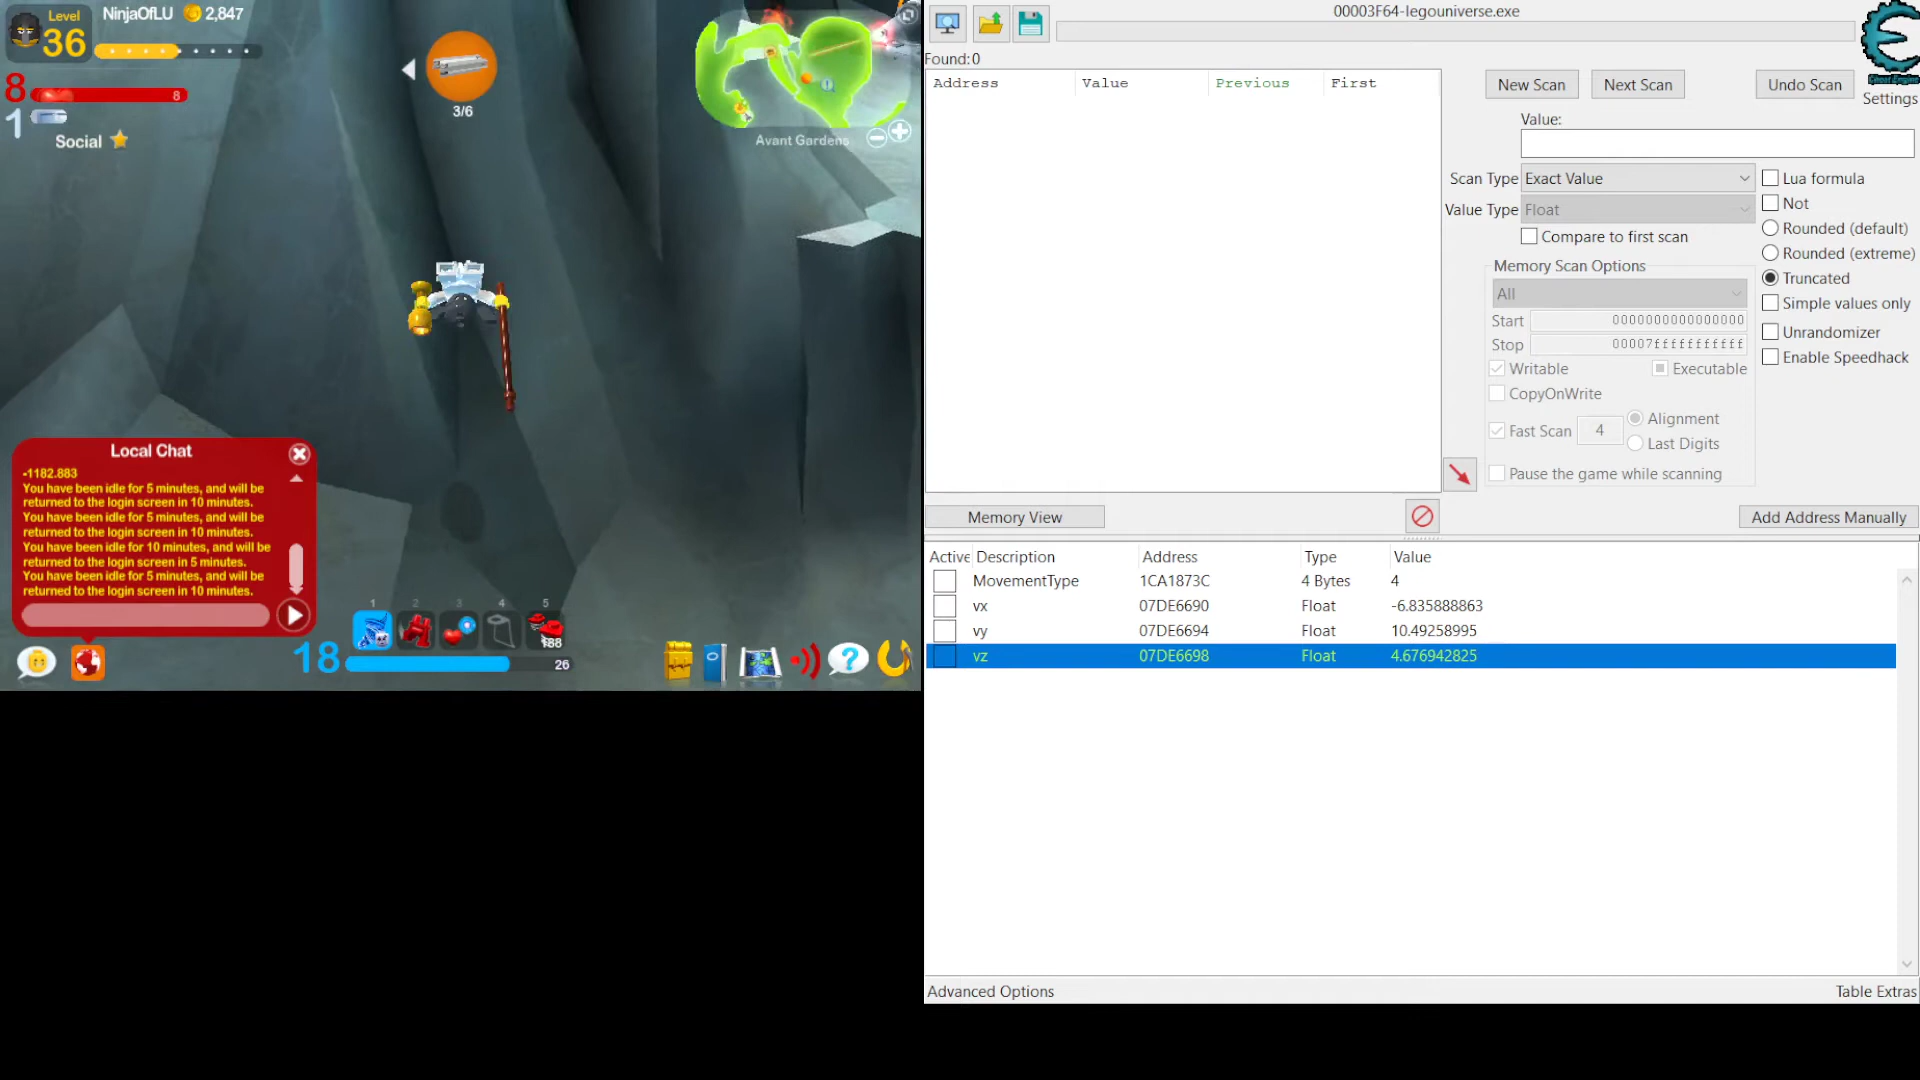 Level
36
NinjaOfLU 2,847
8
8
1
Social
3/6
Avant Gardens
Local Chat
-1182.883
You have been idle for 5 minutes, and will be
returned to the login screen in 10 minutes.
You have been idle for 5 minutes, and will be
returned to the login screen in 10 minutes.
You have been idle for 10 minutes, and will be
returned to the login screen in 5 minutes.
You have been idle for 5 minutes, and will be
returned to the login screen in 10 minutes.
1 2 3 4 5
188
18
26
00003F64-legouniverse.exe
Found:0
Address Value Previous First
New Scan Next Scan Undo Scan
Settings
Value:
Scan Type Exact Value
Value Type Float
Compare to first scan
Lua formula
Not
Rounded (default)
Rounded (extreme)
Truncated
Simple values only
Unrandomizer
Enable Speedhack
Memory Scan Options
All
Start 0000000000000000
Stop 00007fffffffffff
Writable Executable
CopyOnWrite
Fast Scan 4 Alignment
Last Digits
Pause the game while scanning
Memory View Add Address Manually
Active Description Address Type Value
MovementType 1CA1873C 4 Bytes 4
vx 07DE6690 Float -6.835888863
vy 07DE6694 Float 10.49258995
vz 07DE6698 Float 4.676942825
Advanced Options Table Extras